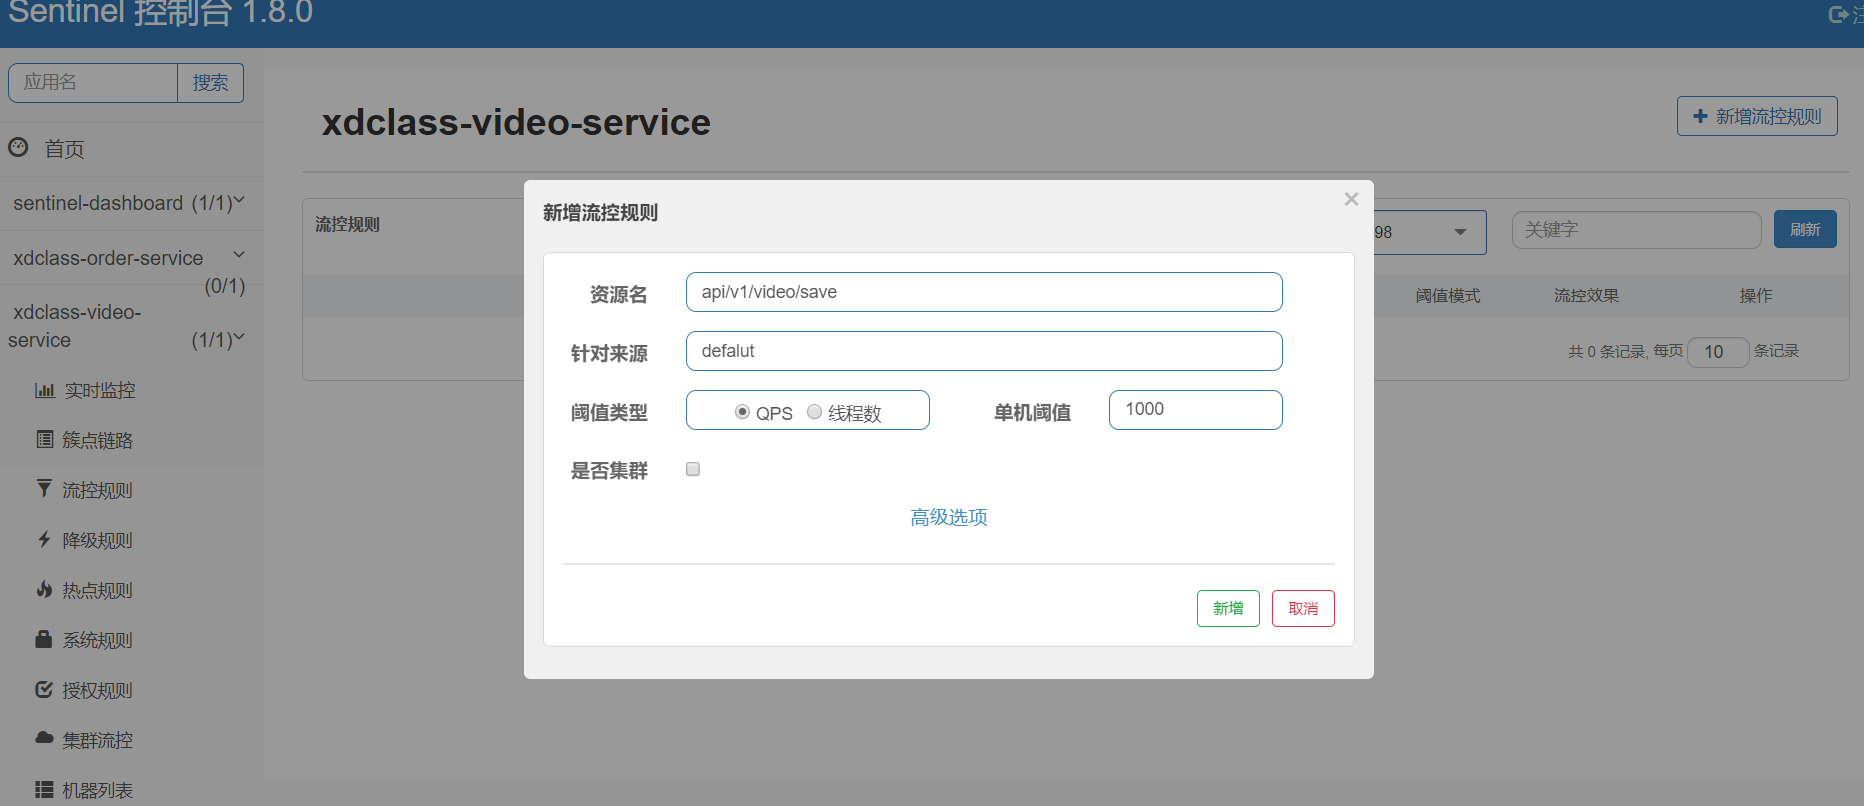 Sentinel 控制台 1.8.0
应用名
搜索
首页
sentinel-dashboard (1/1)
xdclass-order-service
(0/1)
xdclass-video-
service (1/1)
实时监控
簇点链路
流控规则
降级规则
热点规则
系统规则
授权规则
集群流控
机器列表
xdclass-video-service
新增流控规则
流控规则
98
关键字
刷新
阈值模式 流控效果 操作
共 0 条记录, 每页 10 条记录
新增流控规则
资源名 api/v1/video/save
针对来源 defalut
阈值类型 QPS 线程数 单机阈值 1000
是否集群
高级选项
新增 取消